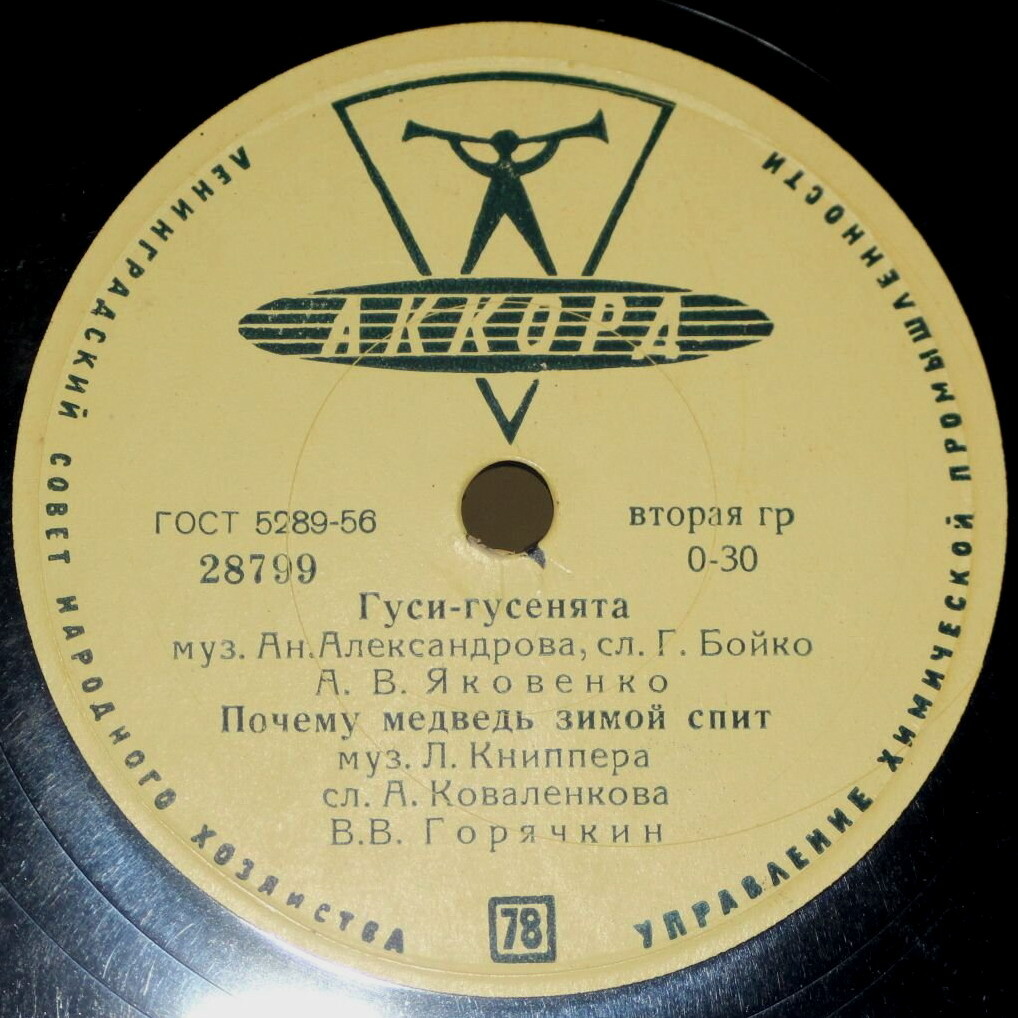 АККОРД
ЛЕНИНГРАДСКИЙ СОВЕТ НАРОДНОГО ХОЗЯИСТВА
УПРАВЛЕНИЕ ХИМИЧЕСКОЙ ПРОМЫШЛЕННОСТИ
ГОСТ 5289-56
28799
вторая гр
0-30
Гуси-гусенята
муз. Ан.Александрова, сл. Г. Бойко
А. В. Яковенко
Почему медведь зимой спит
муз. Л. Книппера
сл. А. Коваленкова
В.В. Горячкин
78